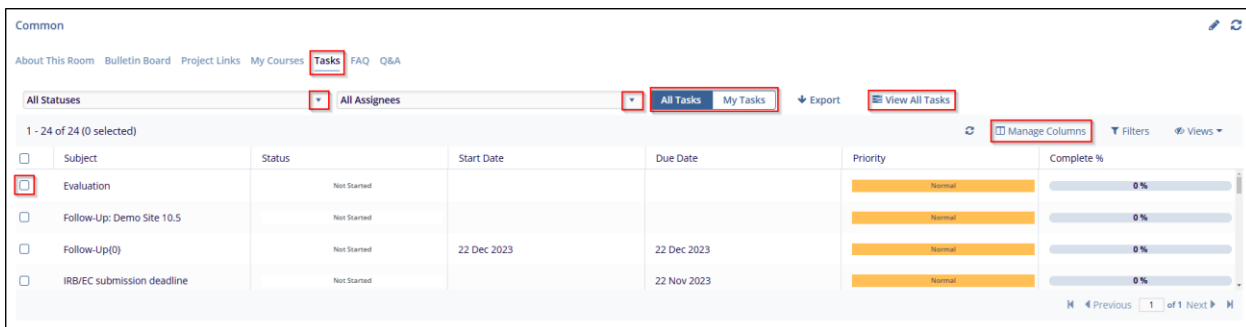 Common
About This Room Bulletin Board Project Links My Courses Tasks FAQ Q&A
All Statuses All Assignees All Tasks My Tasks Export View All Tasks
1 - 24 of 24 (0 selected) Manage Columns Filters Views
Subject Status Start Date Due Date Priority Complete %
Evaluation Not Started Normal 0 %
Follow-Up: Demo Site 10.5 Not Started Normal 0 %
Follow-Up{0} Not Started 22 Dec 2023 22 Dec 2023 Normal 0 %
IRB/EC submission deadline Not Started 22 Nov 2023 Normal 0 %
Previous 1 of 1 Next